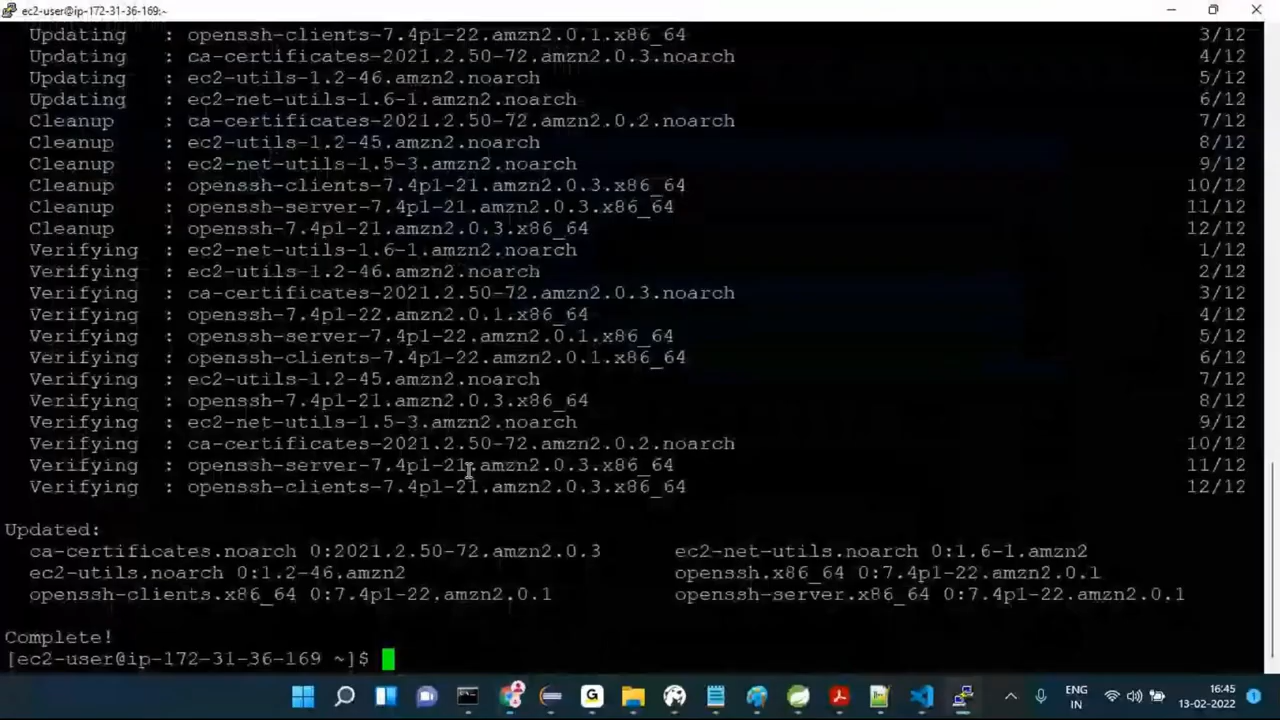 ec2-user@ip-172-31-36-169:~
Updating : openssh-clients-7.4p1-22.amzn2.0.1.x86_64 3/12
Updating : ca-certificates-2021.2.50-72.amzn2.0.3.noarch 4/12
Updating : ec2-utils-1.2-46.amzn2.noarch 5/12
Updating : ec2-net-utils-1.6-1.amzn2.noarch 6/12
Cleanup : ca-certificates-2021.2.50-72.amzn2.0.2.noarch 7/12
Cleanup : ec2-utils-1.2-45.amzn2.noarch 8/12
Cleanup : ec2-net-utils-1.5-3.amzn2.noarch 9/12
Cleanup : openssh-clients-7.4p1-21.amzn2.0.3.x86_64 10/12
Cleanup : openssh-server-7.4p1-21.amzn2.0.3.x86_64 11/12
Cleanup : openssh-7.4p1-21.amzn2.0.3.x86_64 12/12
Verifying : ec2-net-utils-1.6-1.amzn2.noarch 1/12
Verifying : ec2-utils-1.2-46.amzn2.noarch 2/12
Verifying : ca-certificates-2021.2.50-72.amzn2.0.3.noarch 3/12
Verifying : openssh-7.4p1-22.amzn2.0.1.x86_64 4/12
Verifying : openssh-server-7.4p1-22.amzn2.0.1.x86_64 5/12
Verifying : openssh-clients-7.4p1-22.amzn2.0.1.x86_64 6/12
Verifying : ec2-utils-1.2-45.amzn2.noarch 7/12
Verifying : openssh-7.4p1-21.amzn2.0.3.x86_64 8/12
Verifying : ec2-net-utils-1.5-3.amzn2.noarch 9/12
Verifying : ca-certificates-2021.2.50-72.amzn2.0.2.noarch 10/12
Verifying : openssh-server-7.4p1-21.amzn2.0.3.x86_64 11/12
Verifying : openssh-clients-7.4p1-21.amzn2.0.3.x86_64 12/12
Updated:
ca-certificates.noarch 0:2021.2.50-72.amzn2.0.3 ec2-net-utils.noarch 0:1.6-1.amzn2
ec2-utils.noarch 0:1.2-46.amzn2 openssh.x86_64 0:7.4p1-22.amzn2.0.1
openssh-clients.x86_64 0:7.4p1-22.amzn2.0.1 openssh-server.x86_64 0:7.4p1-22.amzn2.0.1
Complete!
[ec2-user@ip-172-31-36-169 ~]$
ENG 16:45
IN 13-02-2022